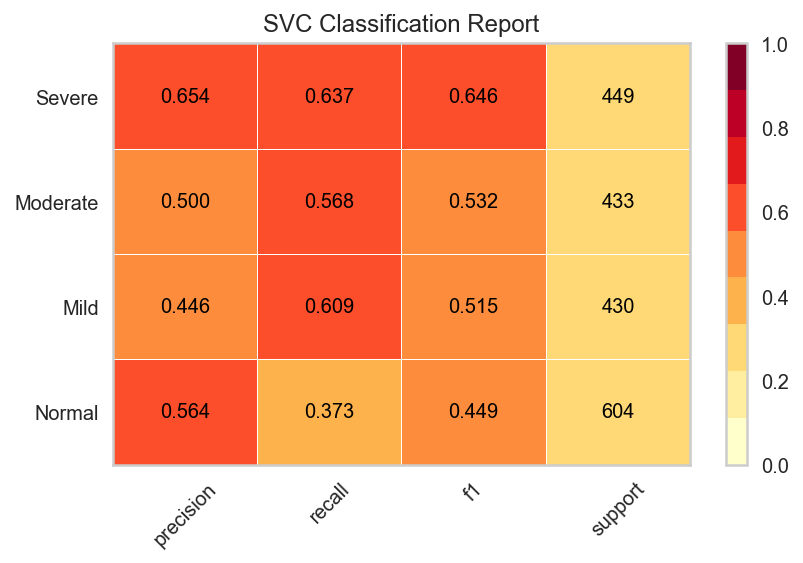 SVC Classification Report
Severe 0.654 0.637 0.646 449
Moderate 0.500 0.568 0.532 433
Mild 0.446 0.609 0.515 430
Normal 0.564 0.373 0.449 604
precision recall f1 support
1.0
0.8
0.6
0.4
0.2
0.0